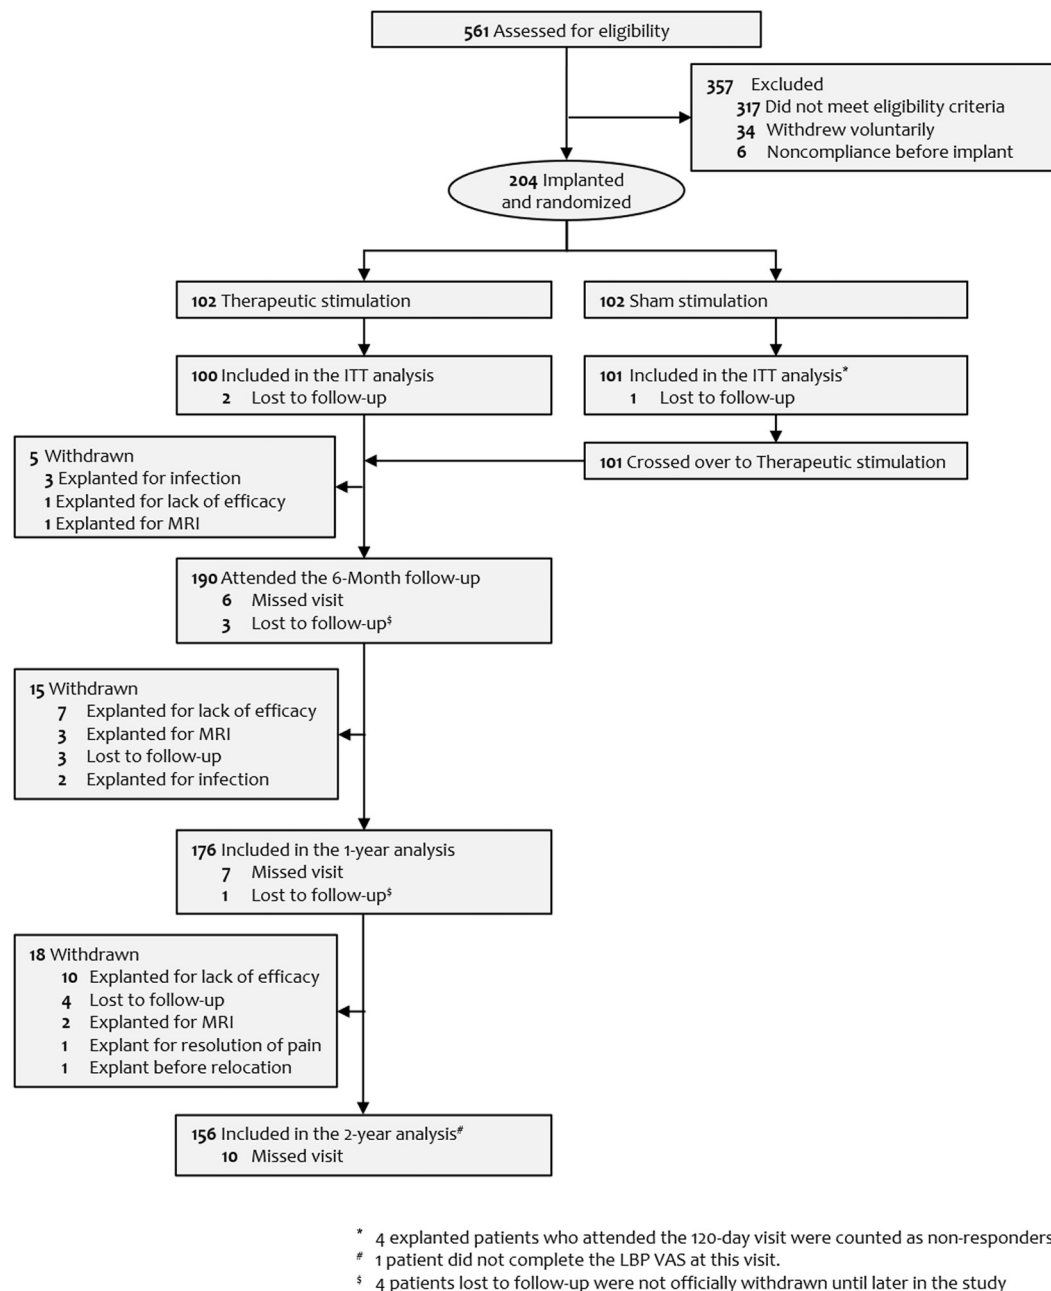 561 Assessed for eligibility
357 Excluded
317 Did not meet eligibility criteria
34 Withdrew voluntarily
6 Noncompliance before implant
204 Implanted
and randomized
102 Therapeutic stimulation
102 Sham stimulation
100 Included in the ITT analysis
2 Lost to follow-up
101 Included in the ITT analysis*
1 Lost to follow-up
101 Crossed over to Therapeutic stimulation
5 Withdrawn
3 Explanted for infection
1 Explanted for lack of efficacy
1 Explanted for MRI
190 Attended the 6-Month follow-up
6 Missed visit
3 Lost to follow-up$
15 Withdrawn
7 Explanted for lack of efficacy
3 Explanted for MRI
3 Lost to follow-up
2 Explanted for infection
176 Included in the 1-year analysis
7 Missed visit
1 Lost to follow-up$
18 Withdrawn
10 Explanted for lack of efficacy
4 Lost to follow-up
2 Explanted for MRI
1 Explant for resolution of pain
1 Explant before relocation
156 Included in the 2-year analysis#
10 Missed visit
* 4 explanted patients who attended the 120-day visit were counted as non-responders
# 1 patient did not complete the LBP VAS at this visit.
$ 4 patients lost to follow-up were not officially withdrawn until later in the study